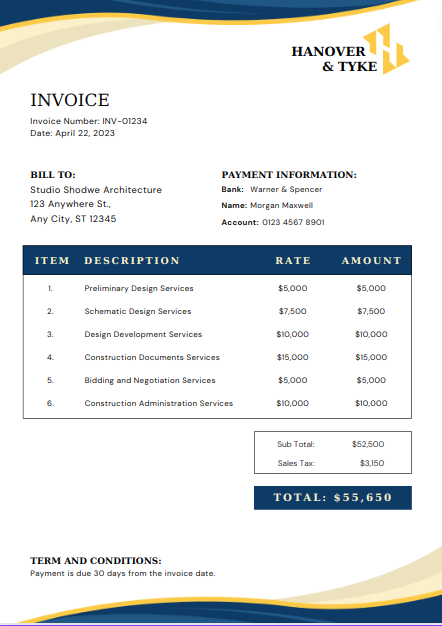 HANOVER
& TYKE
INVOICE
Invoice Number: INV-01234
Date: April 22, 2023
BILL TO:
Studio Shodwe Architecture
123 Anywhere St.,
Any City, ST 12345
PAYMENT INFORMATION:
Bank: Warner & Spencer
Name: Morgan Maxwell
Account: 0123 4567 8901
ITEM DESCRIPTION RATE AMOUNT
1. Preliminary Design Services $5,000 $5,000
2. Schematic Design Services $7,500 $7,500
3. Design Development Services $10,000 $10,000
4. Construction Documents Services $15,000 $15,000
5. Bidding and Negotiation Services $5,000 $5,000
6. Construction Administration Services $10,000 $10,000
Sub Total: $52,500
Sales Tax: $3,150
TOTAL: $55,650
TERM AND CONDITIONS:
Payment is due 30 days from the invoice date.